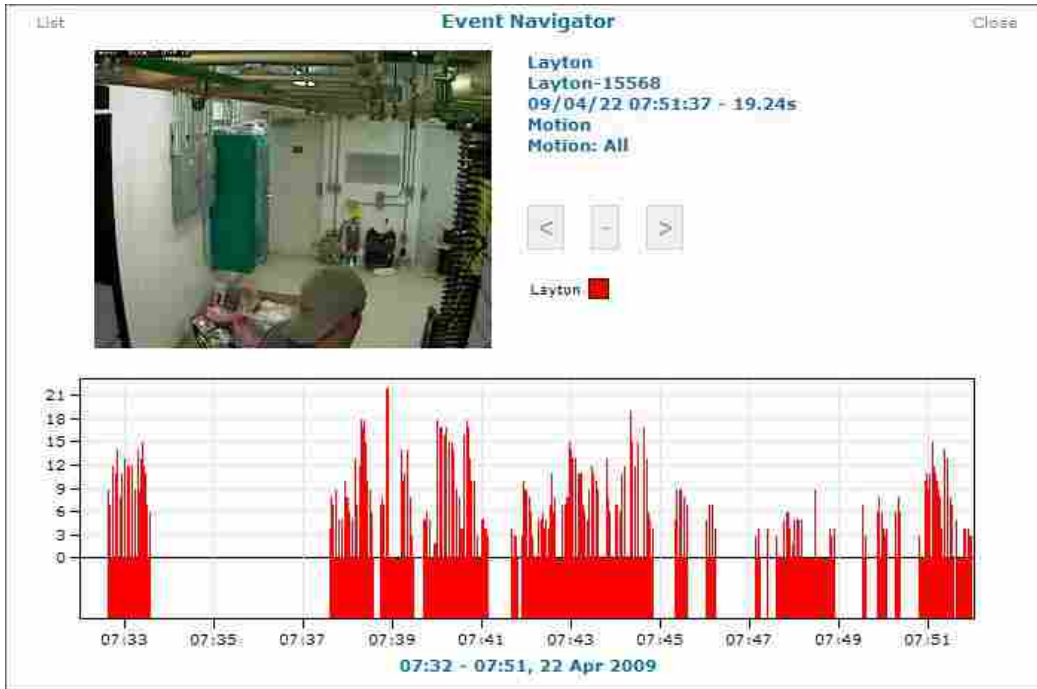 List
Event Navigator
Close
Layton
Layton-15568
09/04/22 07:51:37 - 19.24s
Motion
Motion: All
< - >
Layton
21
18
15
12
9
6
3
0
07:33 07:35 07:37 07:39 07:41 07:43 07:45 07:47 07:49 07:51
07:32 - 07:51, 22 Apr 2009